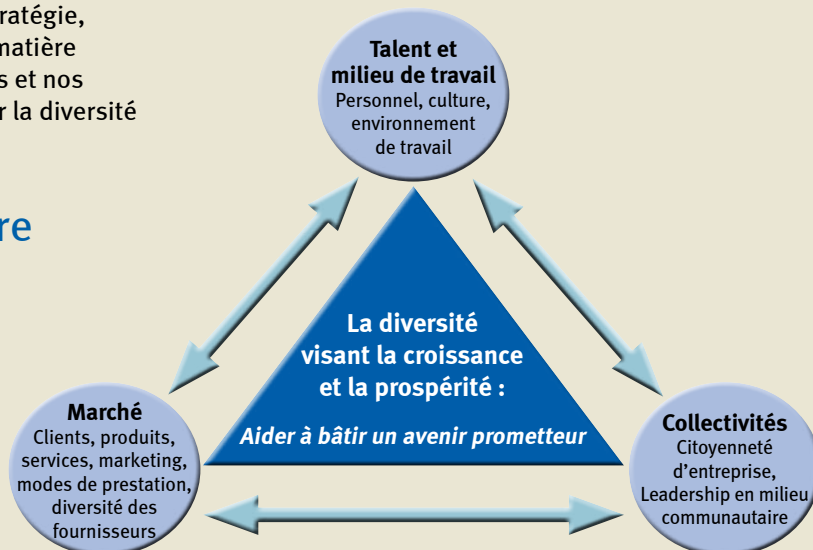 ratégie,
matière
s et nos
r la diversité
re
Talent et
milieu de travail
Personnel, culture,
environnement
de travail
La diversité
visant la croissance
et la prospérité :
Aider à bâtir un avenir prometteur
Marché
Clients, produits,
services, marketing,
modes de prestation,
diversité des
fournisseurs
Collectivités
Citoyenneté
d’entreprise,
Leadership en milieu
communautaire